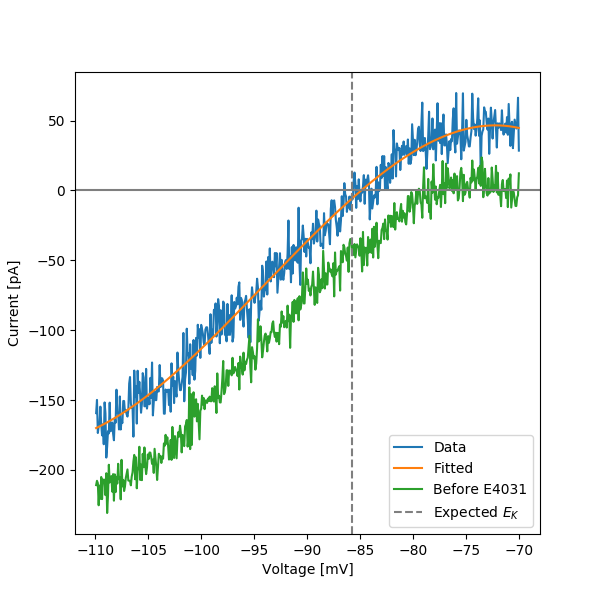 50
0
−50
−100
−150
−200
Current [pA]
−110 −105 −100 −95 −90 −85 −80 −75 −70
Voltage [mV]
Data
Fitted
Before E4031
Expected E_K